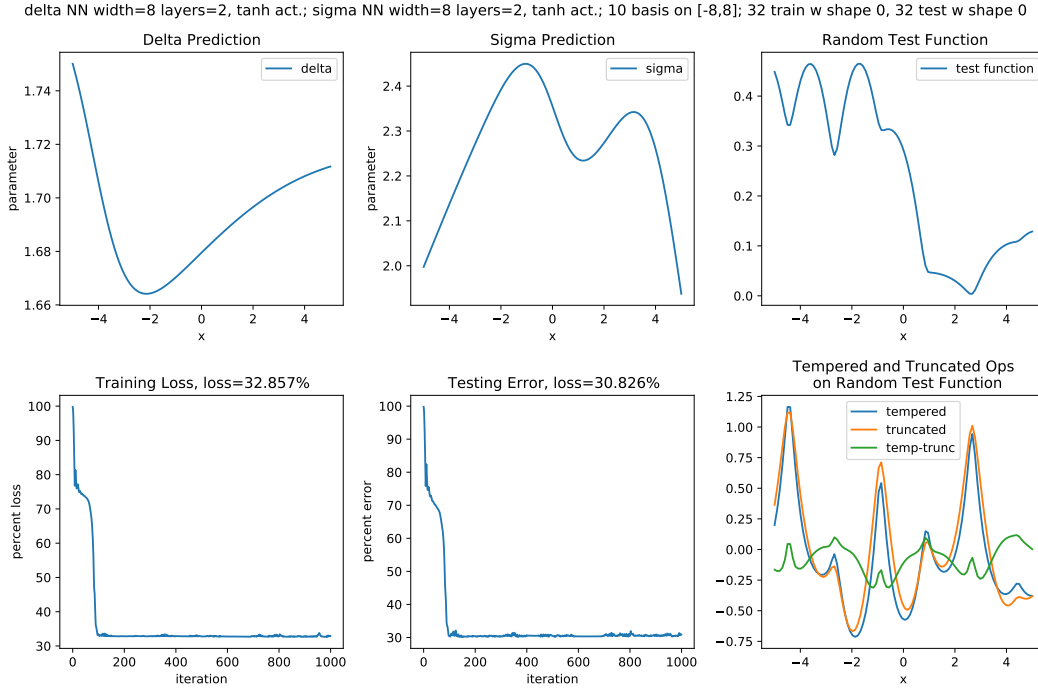 delta NN width=8 layers=2, tanh act.; sigma NN width=8 layers=2, tanh act.; 10 basis on [-8,8]; 32 train w shape 0, 32 test w shape 0
Delta Prediction
delta
1.74
1.72
1.70
1.68
1.66
parameter
−4 −2 0 2 4
x
Sigma Prediction
sigma
2.4
2.3
2.2
2.1
2.0
parameter
−4 −2 0 2 4
x
Random Test Function
test function
0.4
0.3
0.2
0.1
0.0
−4 −2 0 2 4
x
Training Loss, loss=32.857%
100
90
80
70
60
50
40
30
percent loss
0 200 400 600 800 1000
iteration
Testing Error, loss=30.826%
100
90
80
70
60
50
40
30
percent error
0 200 400 600 800 1000
iteration
Tempered and Truncated Ops
on Random Test Function
tempered
truncated
temp-trunc
1.25
1.00
0.75
0.50
0.25
0.00
−0.25
−0.50
−0.75
−4 −2 0 2 4
x